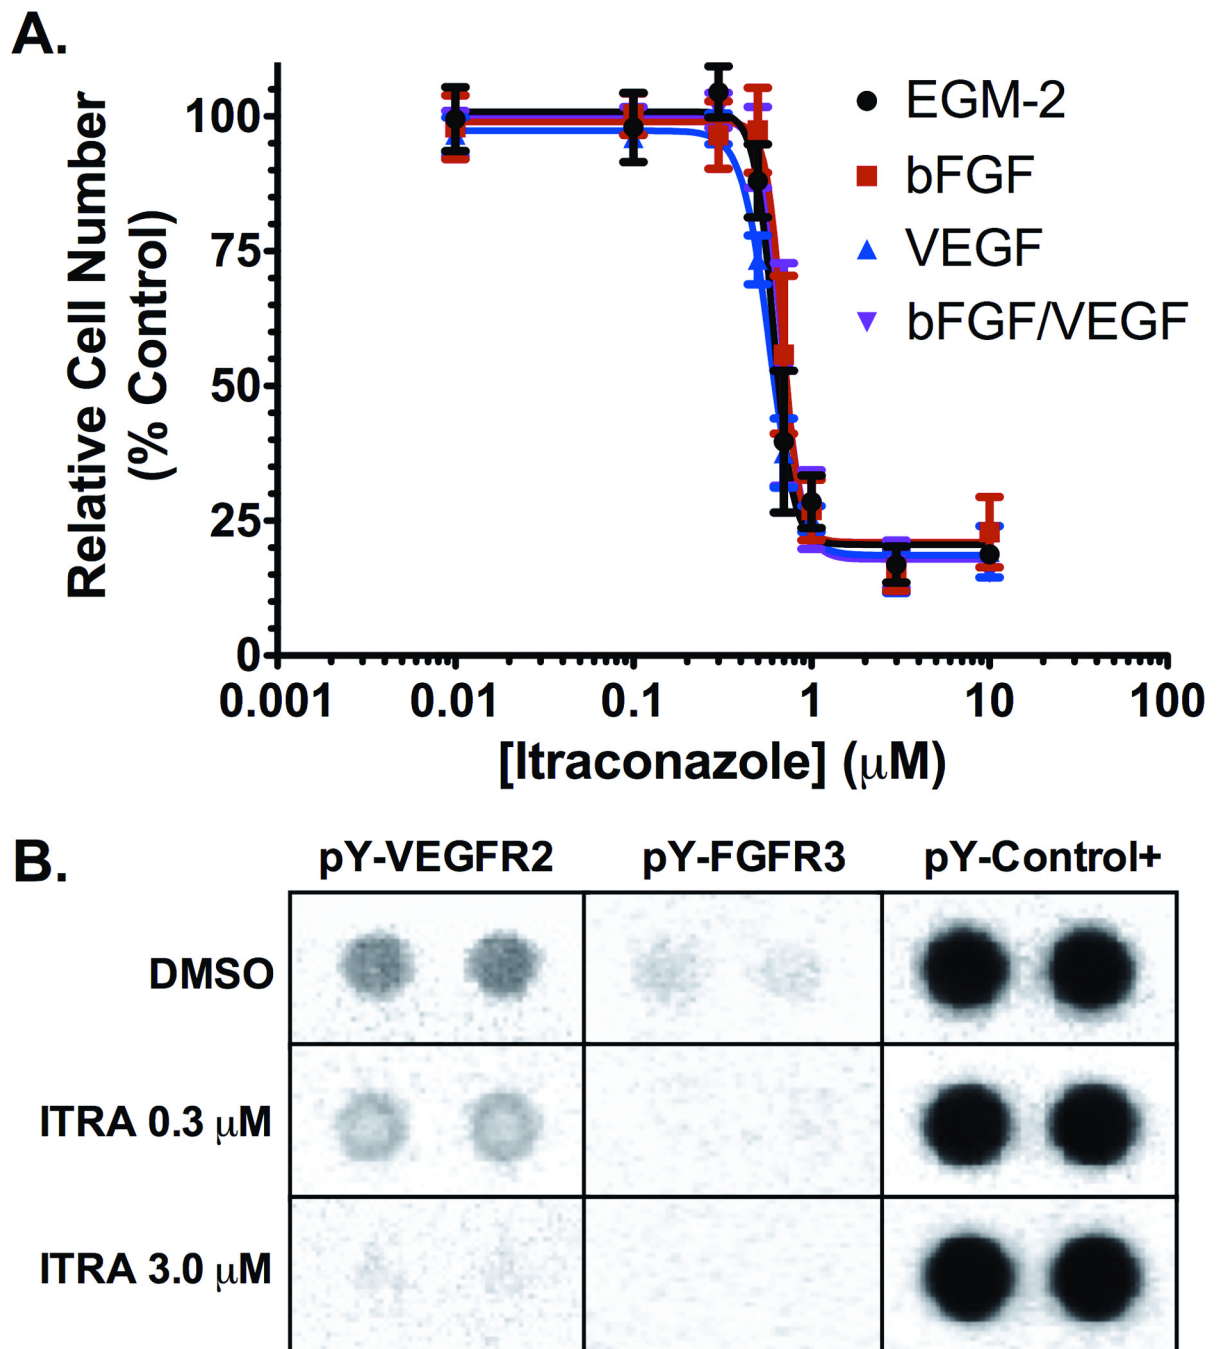 A.
Relative Cell Number
(% Control)
100
75
50
25
0
0.001 0.01 0.1 1 10 100
[Itraconazole] (μM)
EGM-2
bFGF
VEGF
bFGF/VEGF
B.
pY-VEGFR2 pY-FGFR3 pY-Control+
DMSO
ITRA 0.3 μM
ITRA 3.0 μM